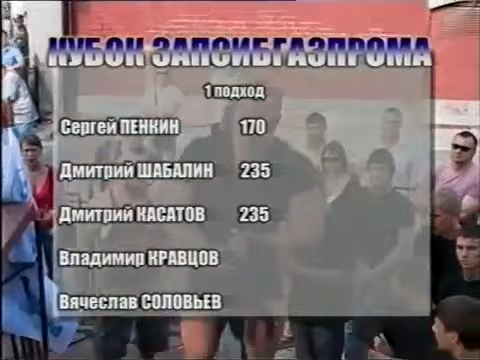 КУБОК ЗАПСИБГАЗПРОМА
1 подход
Сергей ПЕНКИН 170
Дмитрий ШАБАЛИН 235
Дмитрий КАСАТОВ 235
Владимир КРАВЦОВ
Вячеслав СОЛОВЬЕВ